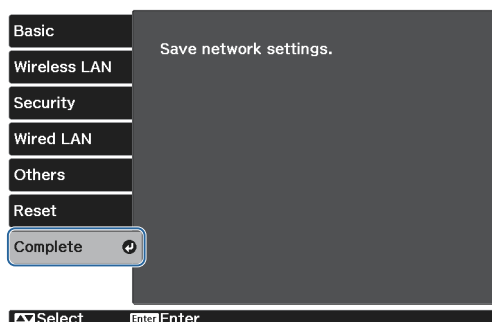 Basic
Save network settings.
Wireless LAN
Security
Wired LAN
Others
Reset
Complete
Select Enter Enter